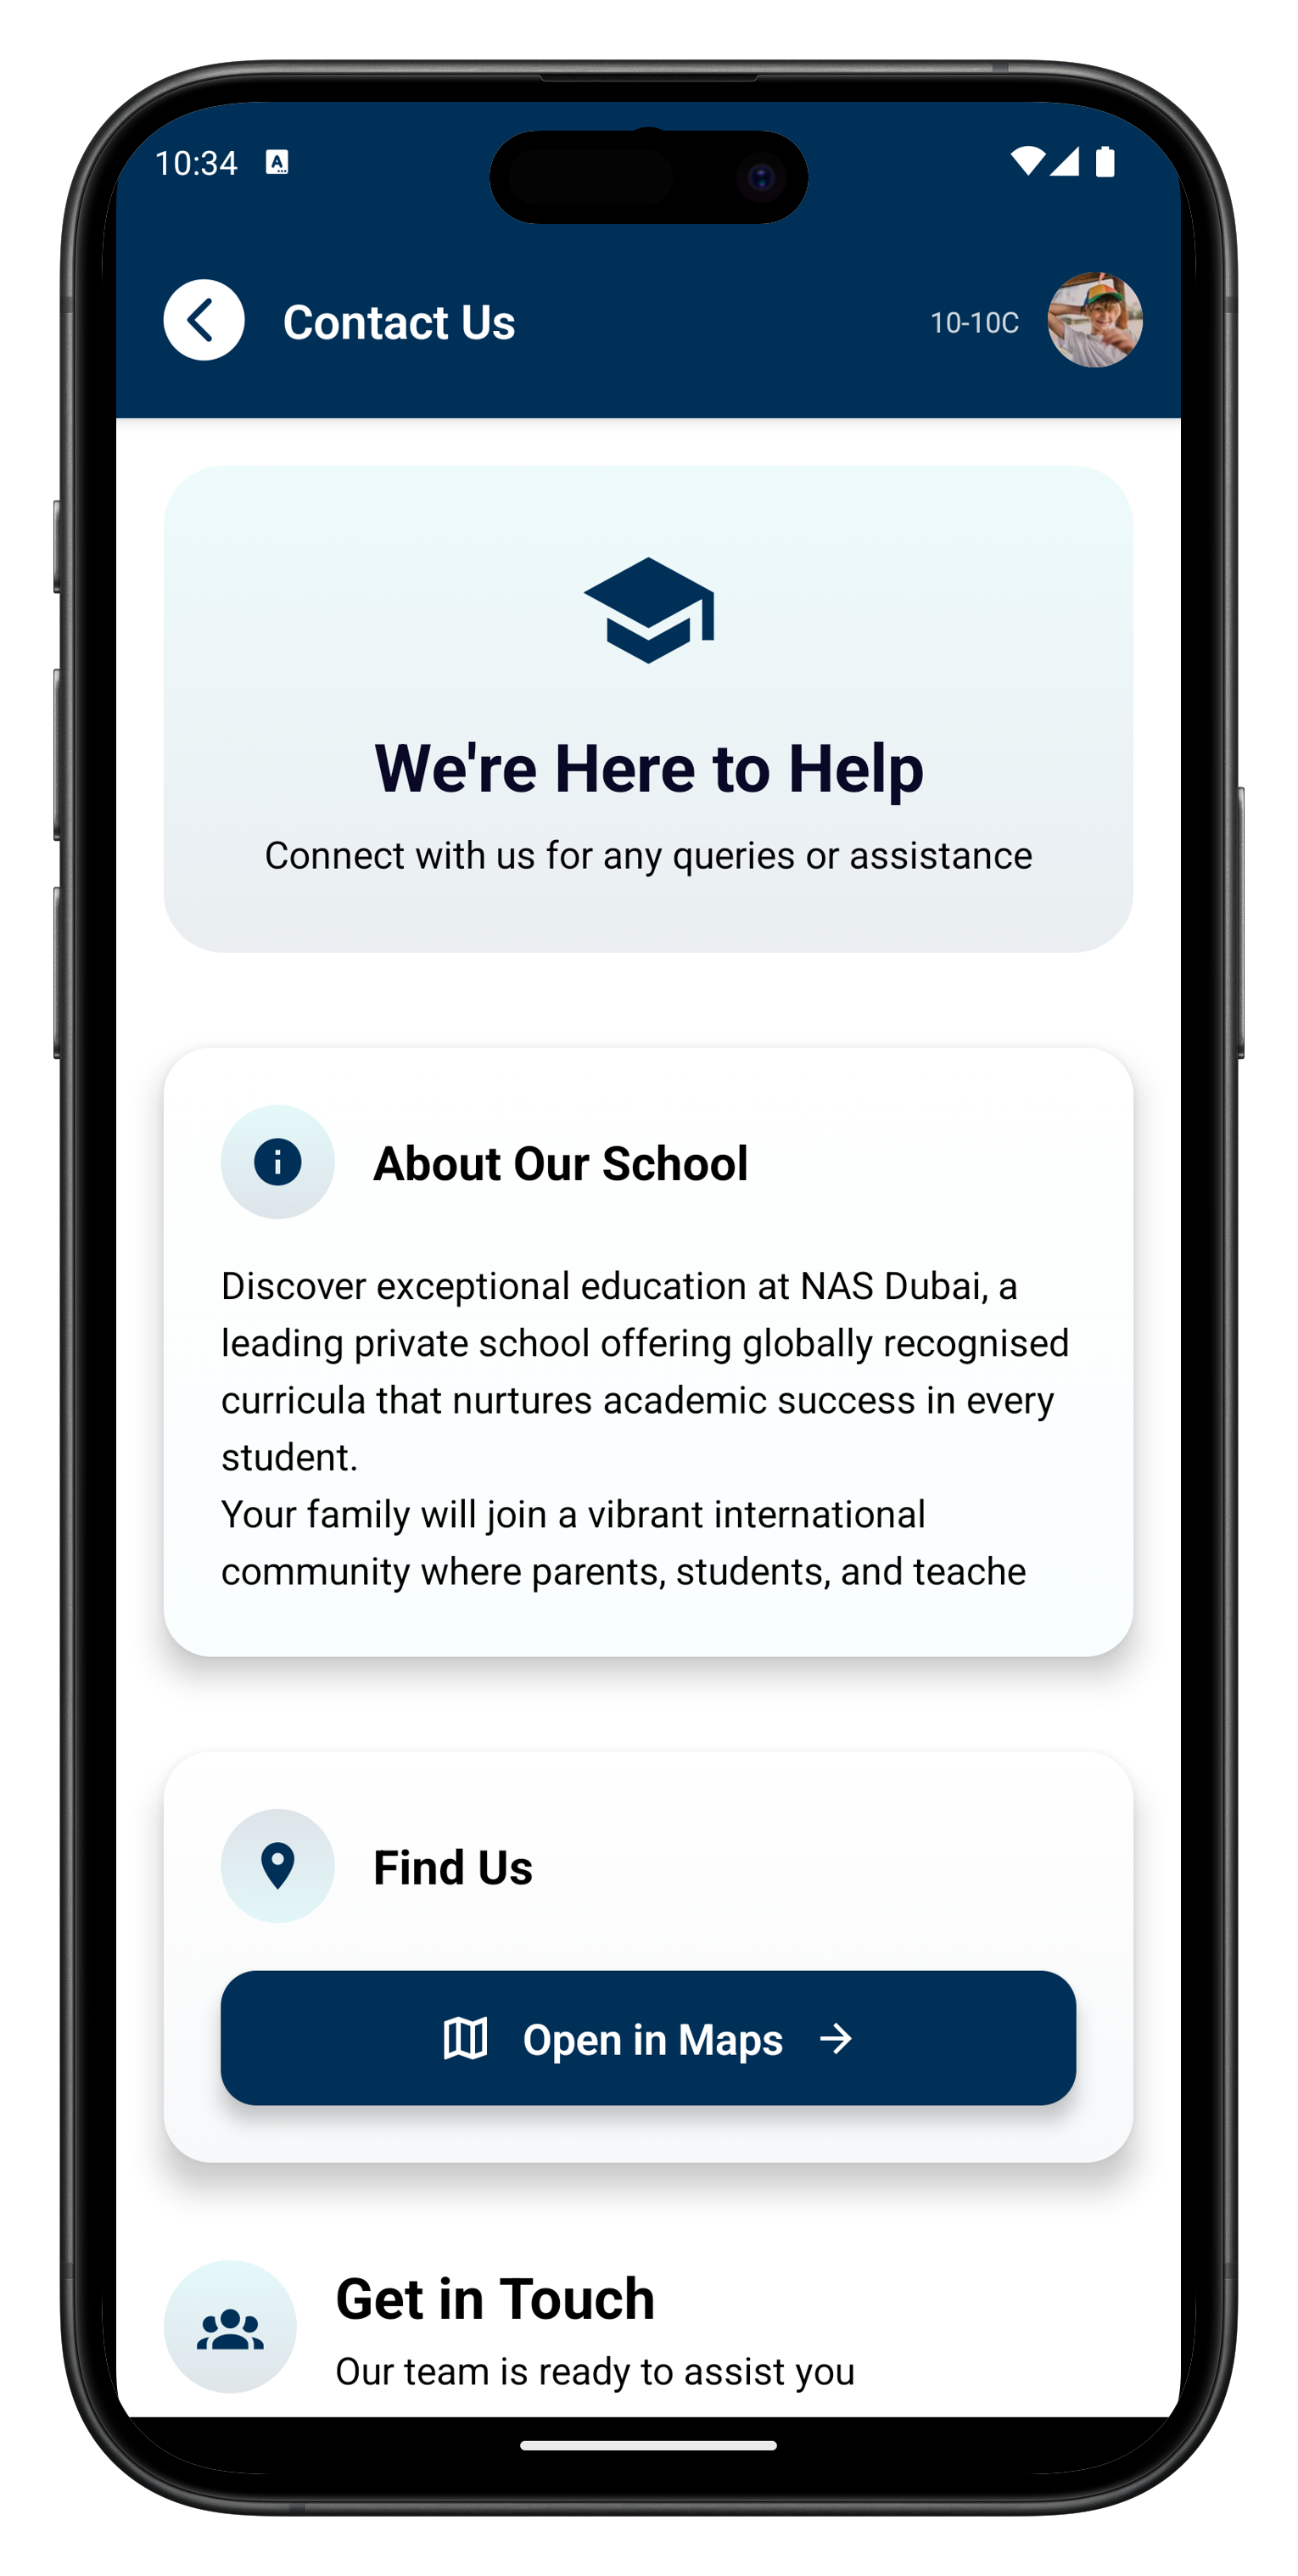 10:34
Contact Us
10-10C
We're Here to Help
Connect with us for any queries or assistance
About Our School
Discover exceptional education at NAS Dubai, a
leading private school offering globally recognised
curricula that nurtures academic success in every
student.
Your family will join a vibrant international
community where parents, students, and teache
Find Us
Open in Maps
Get in Touch
Our team is ready to assist you